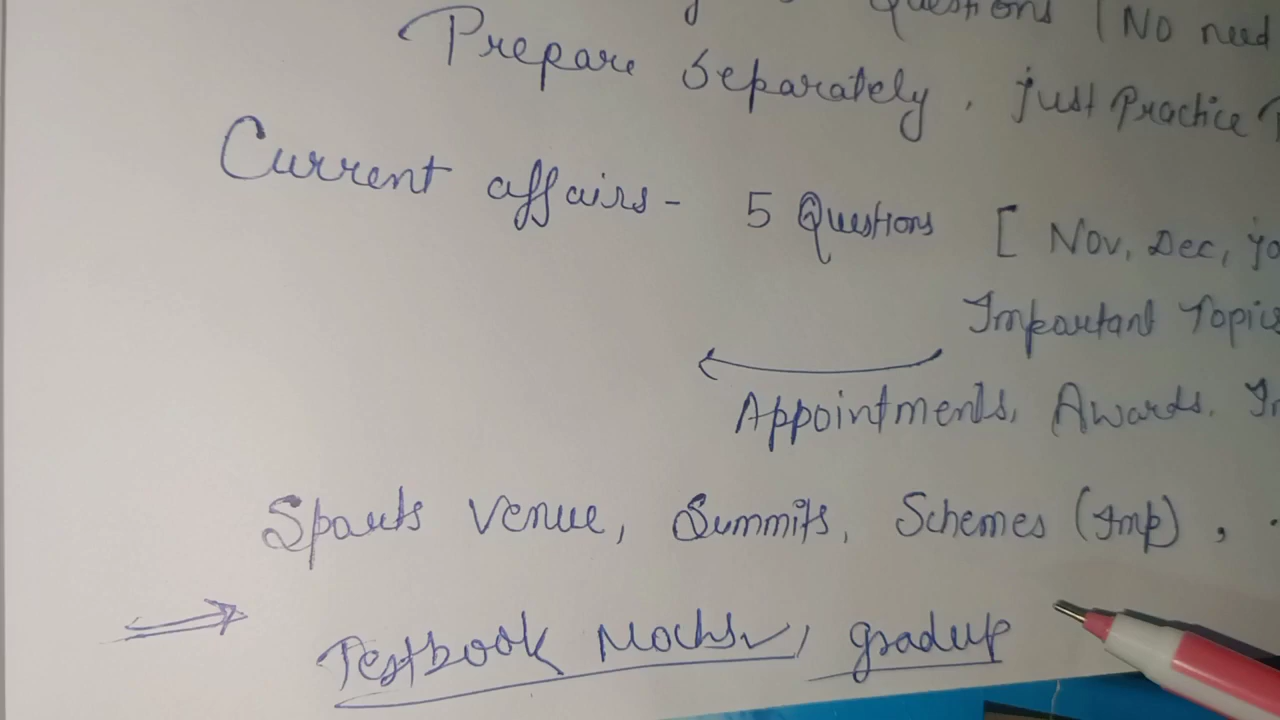 Questions (No need
Prepare Separately, just Practice
Current affairs - 5 Questions [ Nov, Dec,
Important Topics
Appointments, Awards.
Sports Venue, Summits, Schemes (Imp),
Testbook Mocks, gradup